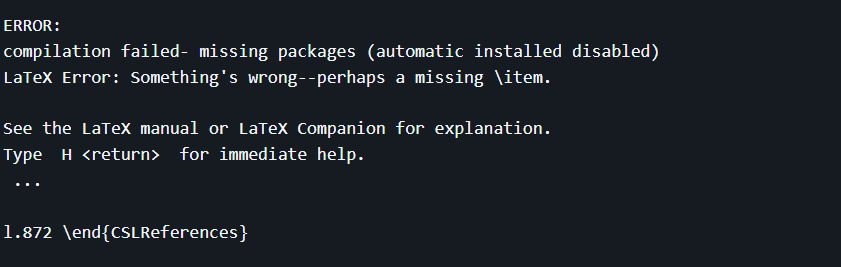 ERROR:
compilation failed- missing packages (automatic installed disabled)
LaTeX Error: Something's wrong--perhaps a missing \item.
See the LaTeX manual or LaTeX Companion for explanation.
Type  H <return>  for immediate help.
 ...
l.872 \end{CSLReferences}